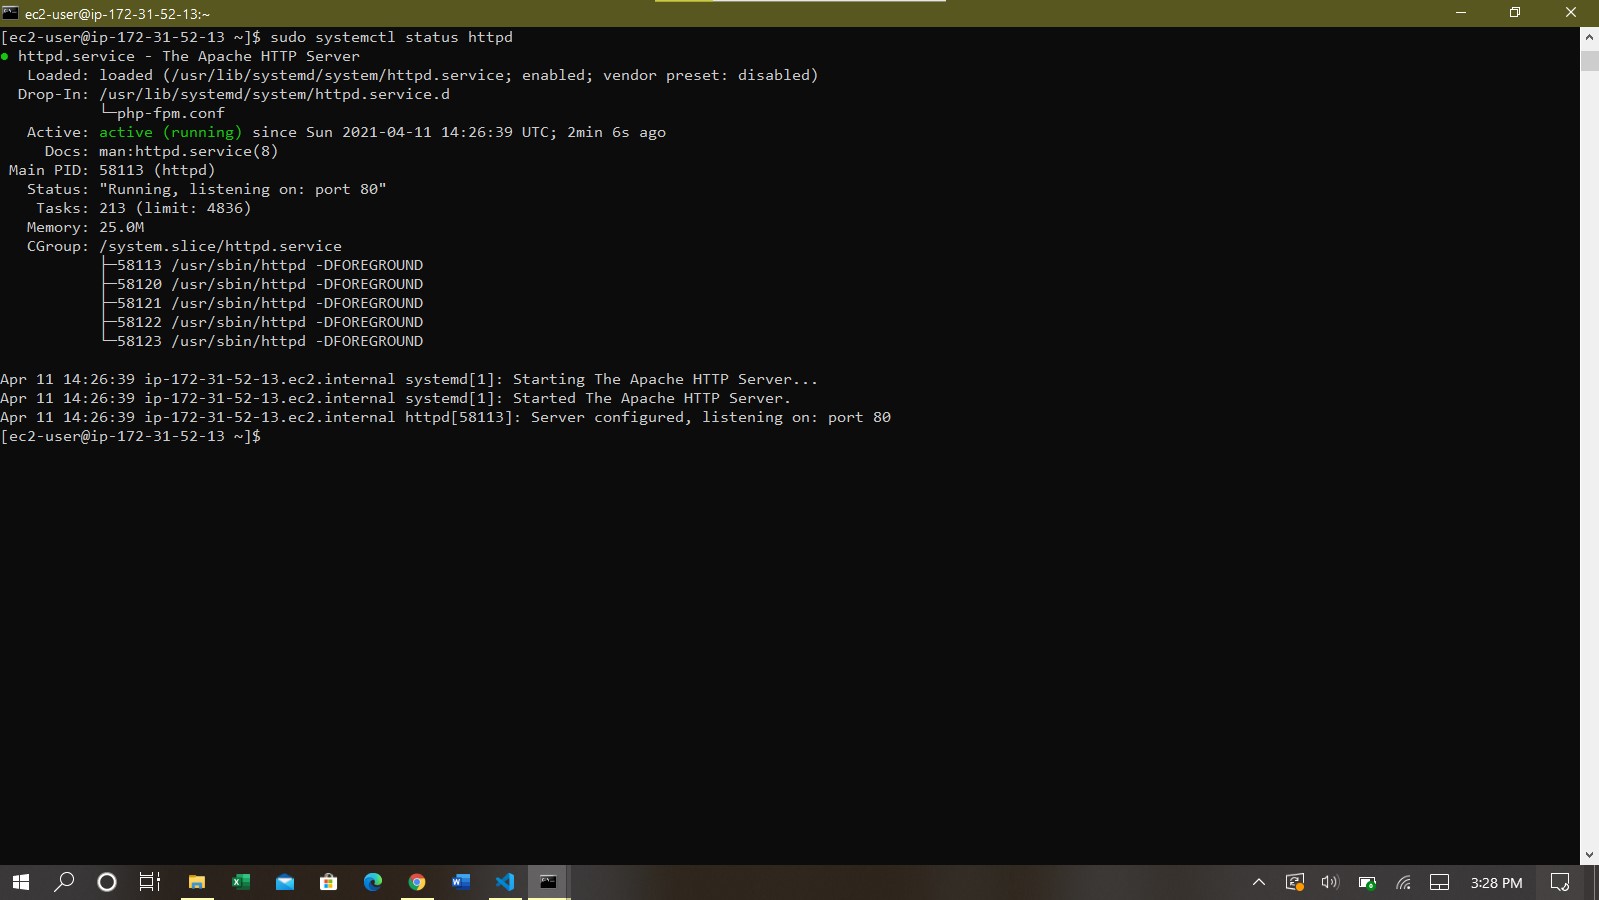 ec2-user@ip-172-31-52-13:~
[ec2-user@ip-172-31-52-13 ~]$ sudo systemctl status httpd
● httpd.service - The Apache HTTP Server
   Loaded: loaded (/usr/lib/systemd/system/httpd.service; enabled; vendor preset: disabled)
  Drop-In: /usr/lib/systemd/system/httpd.service.d
           └─php-fpm.conf
   Active: active (running) since Sun 2021-04-11 14:26:39 UTC; 2min 6s ago
     Docs: man:httpd.service(8)
 Main PID: 58113 (httpd)
   Status: "Running, listening on: port 80"
    Tasks: 213 (limit: 4836)
   Memory: 25.0M
   CGroup: /system.slice/httpd.service
           ├─58113 /usr/sbin/httpd -DFOREGROUND
           ├─58120 /usr/sbin/httpd -DFOREGROUND
           ├─58121 /usr/sbin/httpd -DFOREGROUND
           ├─58122 /usr/sbin/httpd -DFOREGROUND
           └─58123 /usr/sbin/httpd -DFOREGROUND
Apr 11 14:26:39 ip-172-31-52-13.ec2.internal systemd[1]: Starting The Apache HTTP Server...
Apr 11 14:26:39 ip-172-31-52-13.ec2.internal systemd[1]: Started The Apache HTTP Server.
Apr 11 14:26:39 ip-172-31-52-13.ec2.internal httpd[58113]: Server configured, listening on: port 80
[ec2-user@ip-172-31-52-13 ~]$
3:28 PM